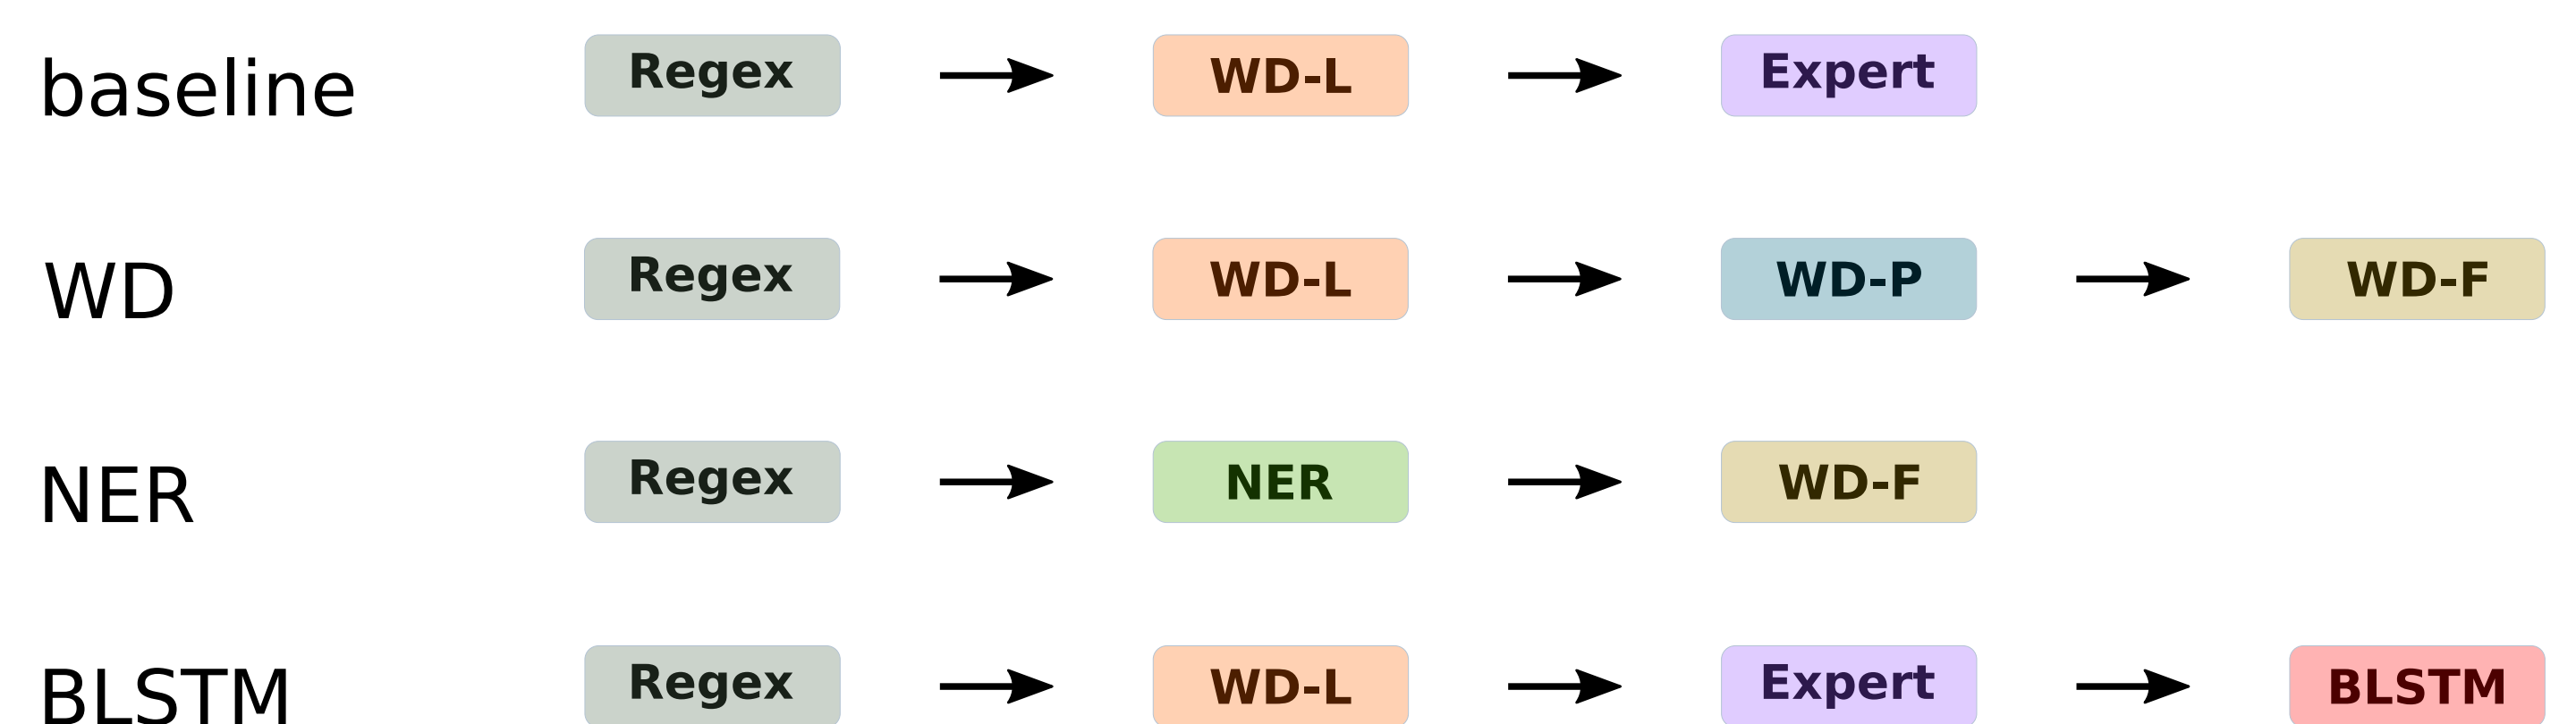 baseline Regex WD-L Expert
WD Regex WD-L WD-P WD-F
NER Regex NER WD-F
BLSTM Regex WD-L Expert BLSTM